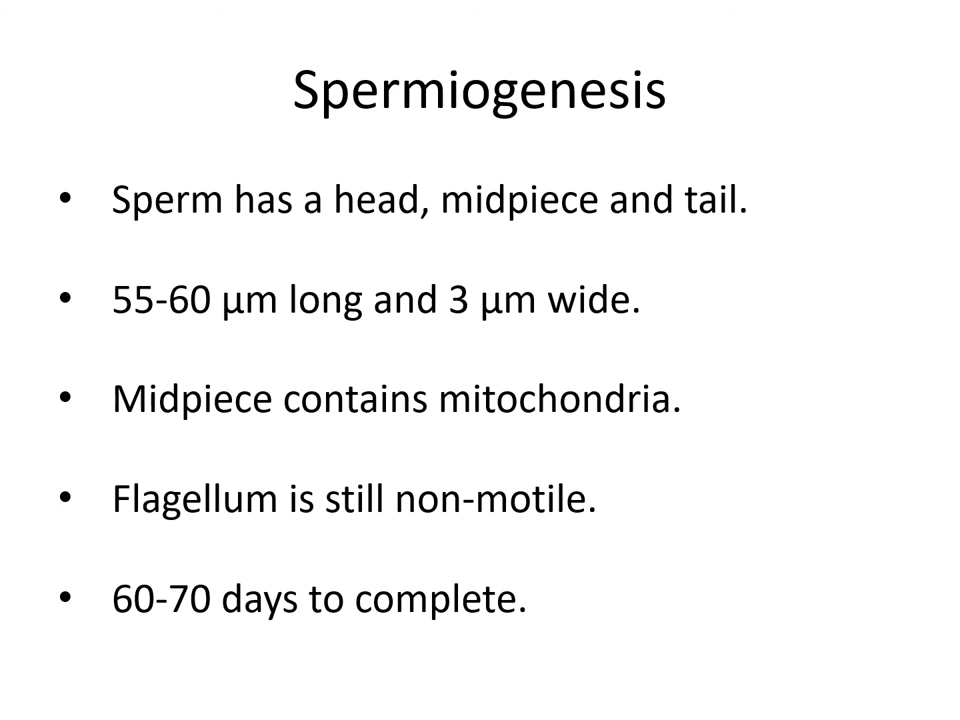 Spermiogenesis
• Sperm has a head, midpiece and tail.
• 55-60 µm long and 3 µm wide.
• Midpiece contains mitochondria.
• Flagellum is still non-motile.
• 60-70 days to complete.